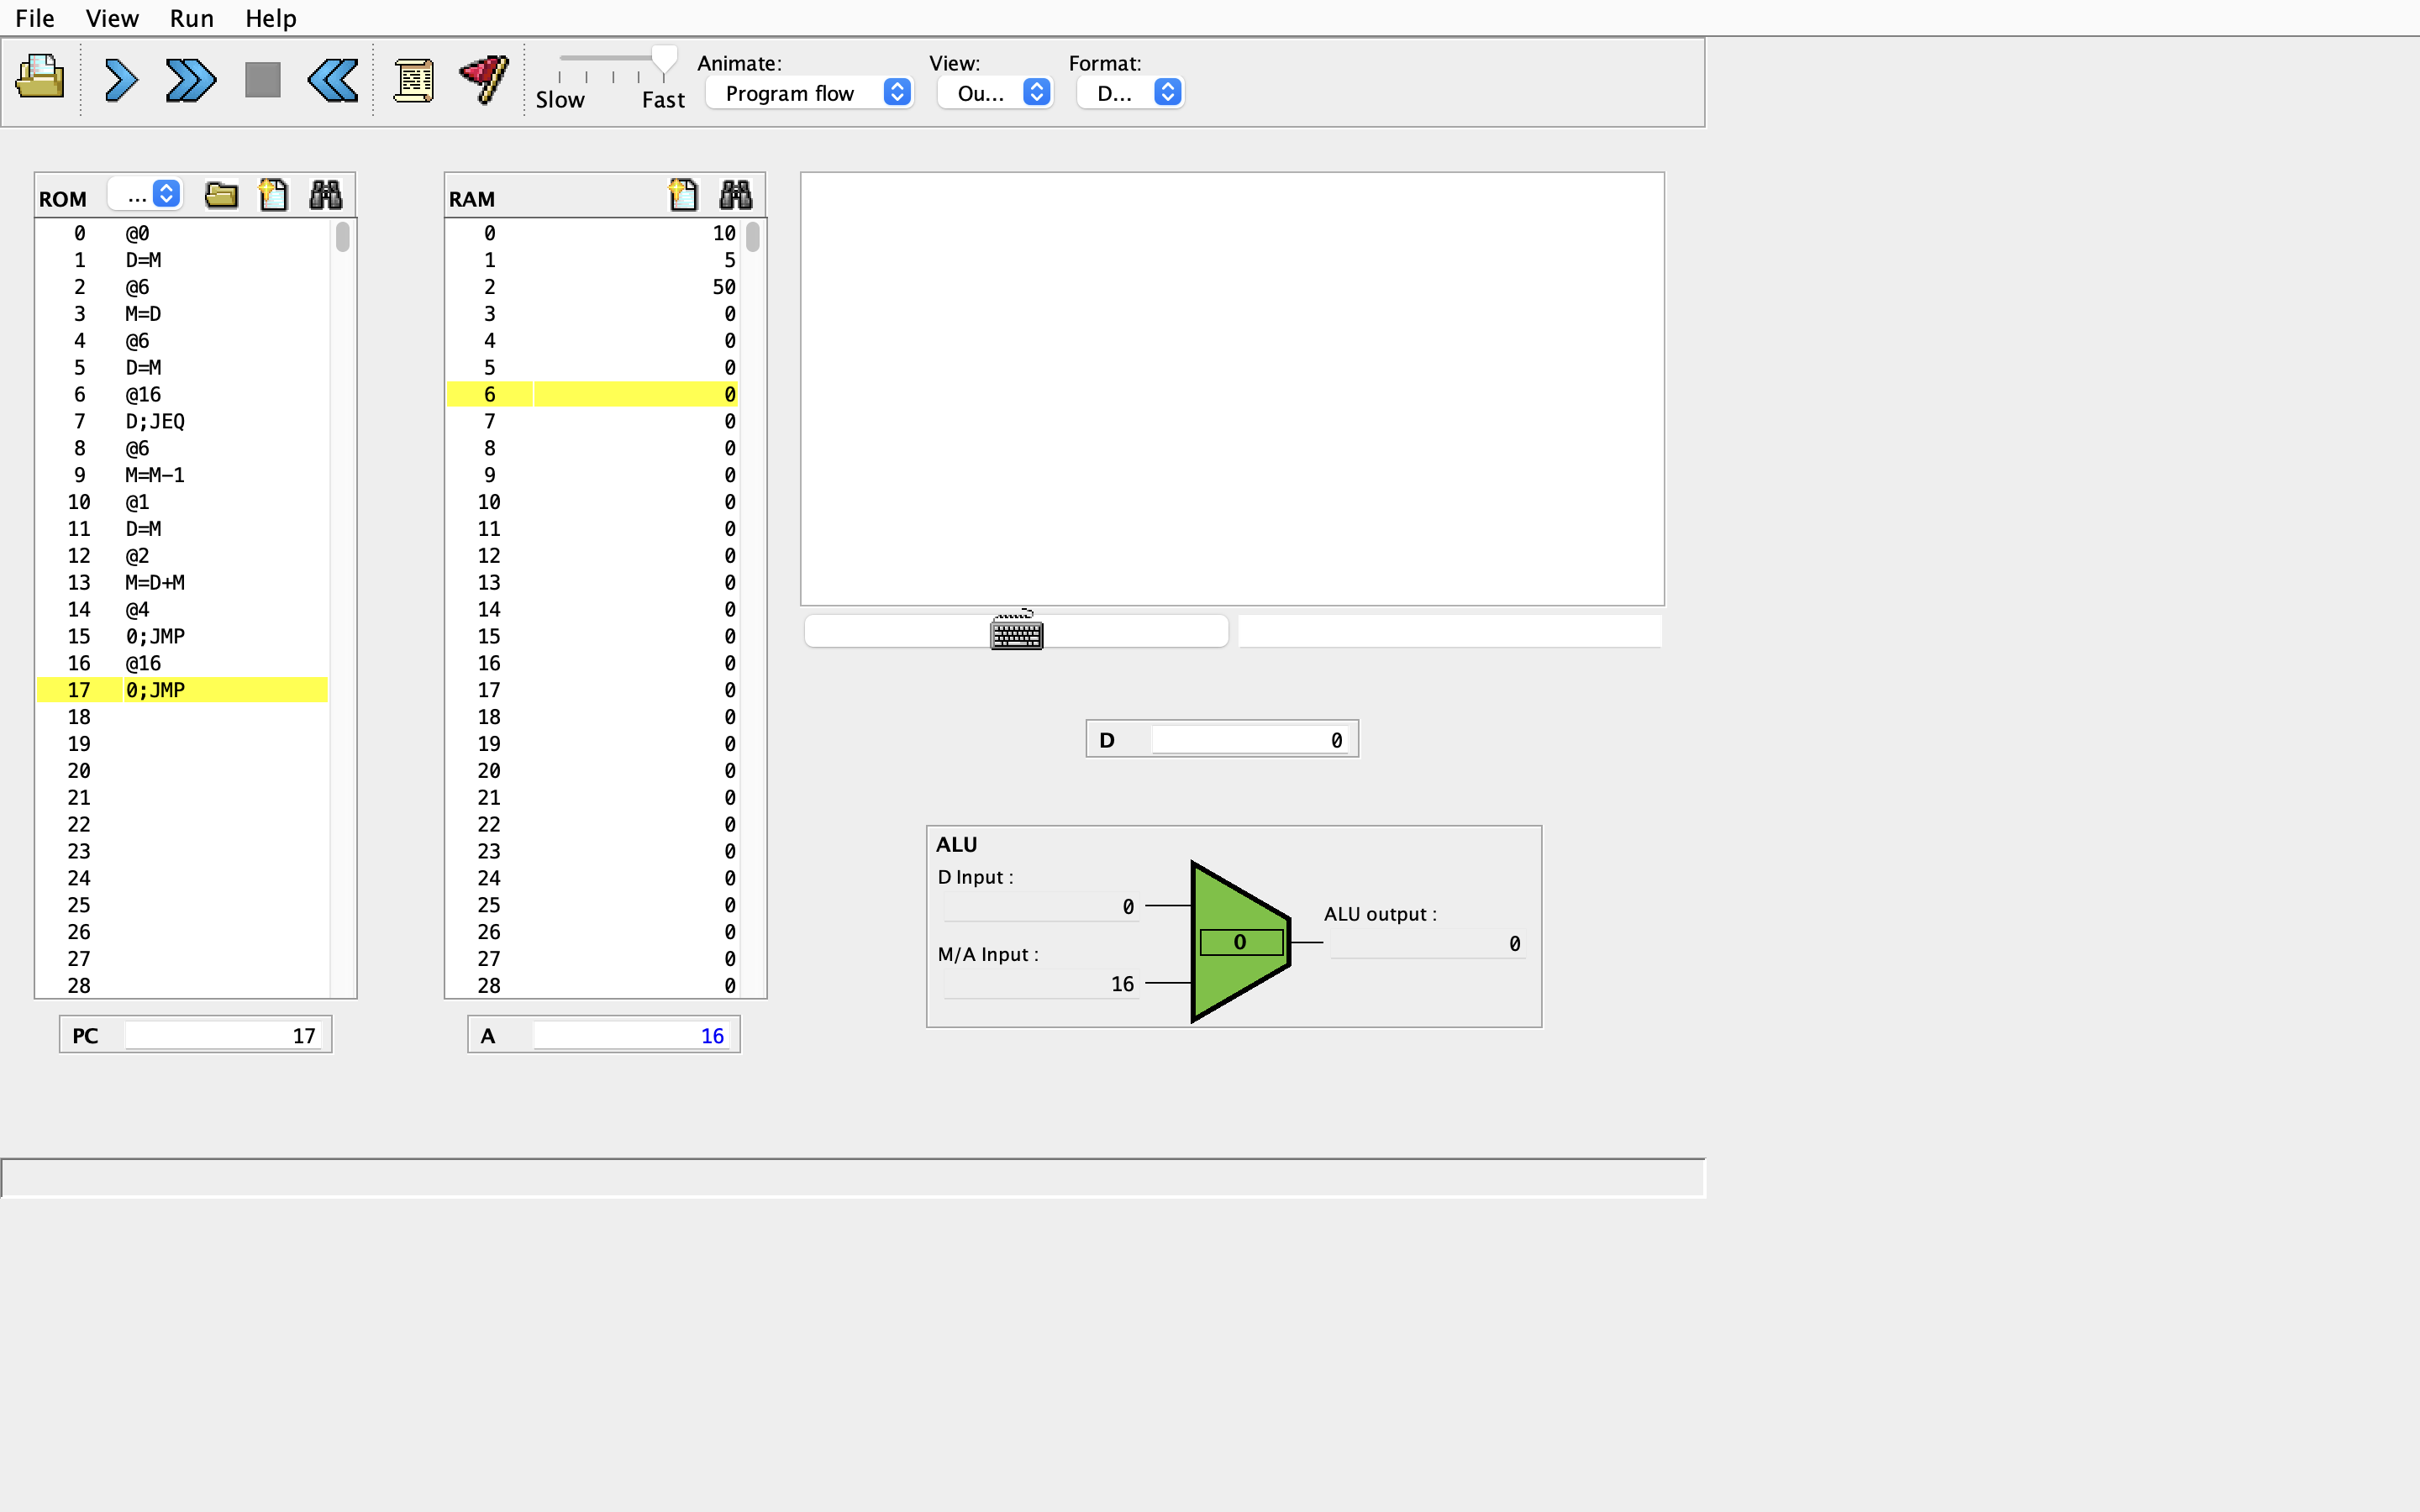 File View Run Help
Slow Fast
Animate: View: Format:
Program flow Ou... D...
ROM ...
0 @0
1 D=M
2 @6
3 M=D
4 @6
5 D=M
6 @16
7 D;JEQ
8 @6
9 M=M-1
10 @1
11 D=M
12 @2
13 M=D+M
14 @4
15 0;JMP
16 @16
17 0;JMP
18
19
20
21
22
23
24
25
26
27
28
PC 17
RAM
0 10
1 5
2 50
3 0
4 0
5 0
6 0
7 0
8 0
9 0
10 0
11 0
12 0
13 0
14 0
15 0
16 0
17 0
18 0
19 0
20 0
21 0
22 0
23 0
24 0
25 0
26 0
27 0
28 0
A 16
D 0
ALU
D Input :
0
M/A Input :
16
0
ALU output :
0